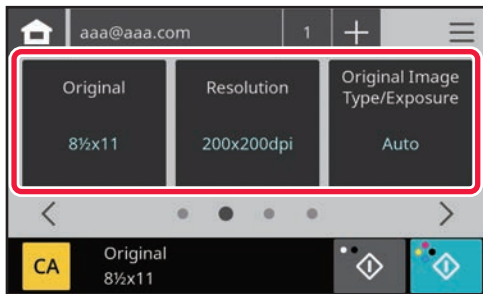 aaa@aaa.com 1
Original
8½x11
Resolution
200x200dpi
Original Image
Type/Exposure
Auto
CA
Original
8½x11